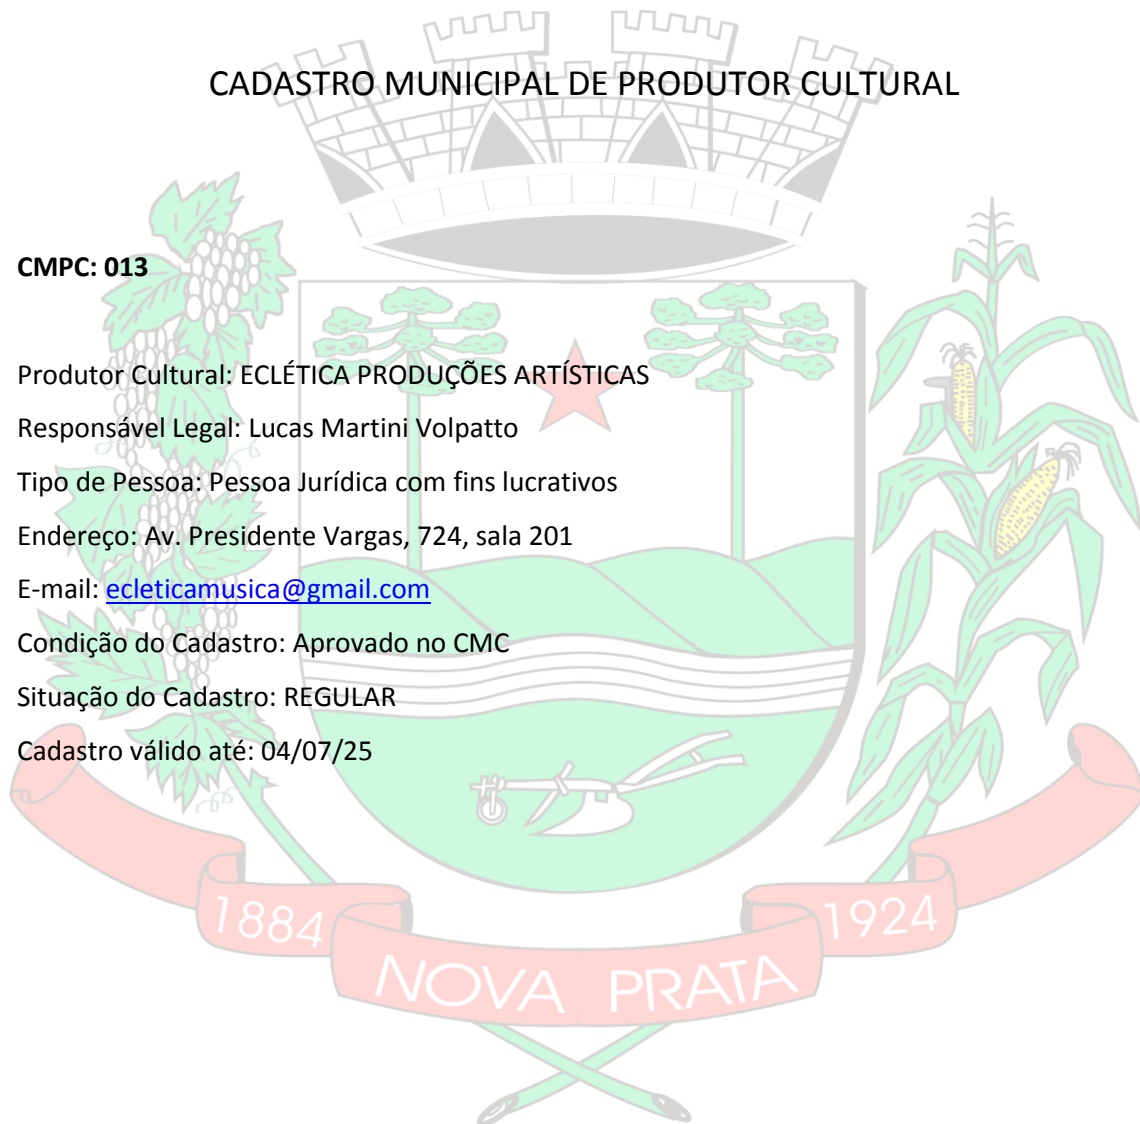 CADASTRO MUNICIPAL DE PRODUTOR CULTURAL
CMPC: 013
Produtor Cultural: ECLÉTICA PRODUÇÕES ARTÍSTICAS
Responsável Legal: Lucas Martini Volpatto
Tipo de Pessoa: Pessoa Jurídica com fins lucrativos
Endereço: Av. Presidente Vargas, 724, sala 201
E-mail: ecleticamusica@gmail.com
Condição do Cadastro: Aprovado no CMC
Situação do Cadastro: REGULAR
Cadastro válido até: 04/07/25
1884 NOVA PRATA 1924